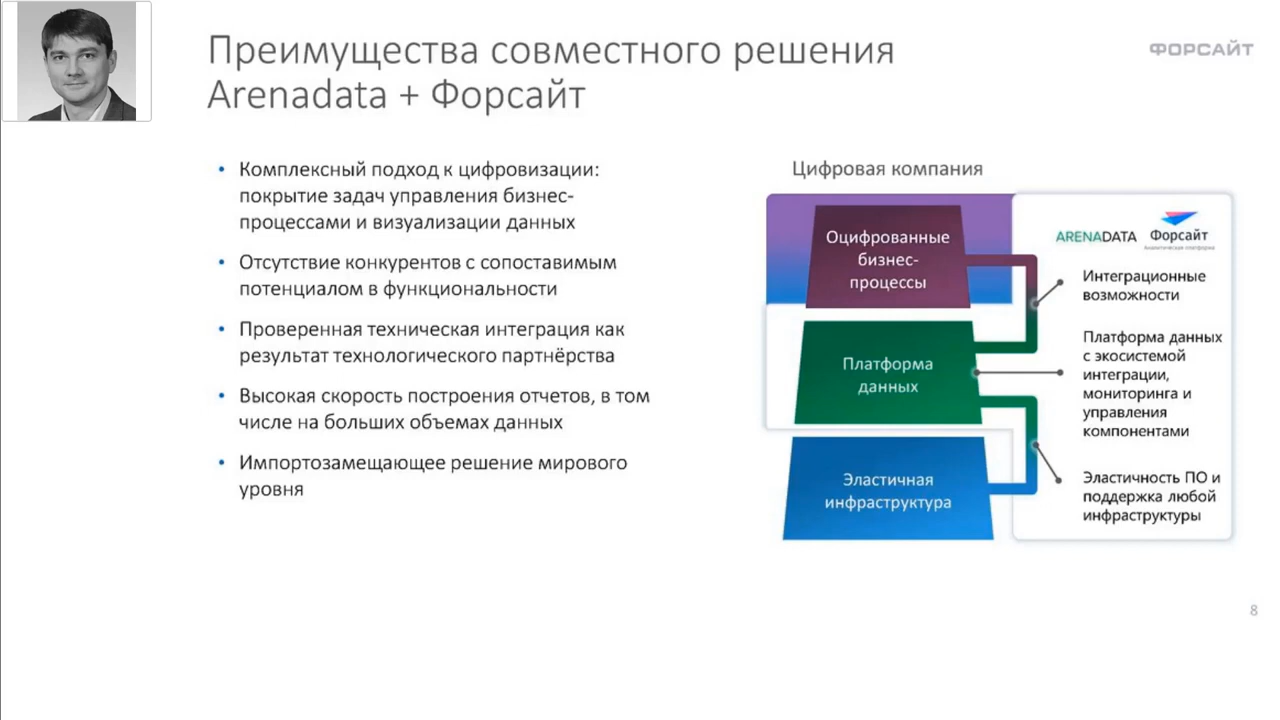 Преимущества совместного решения
Arenadata + Форсайт
ФОРСАЙТ
• Комплексный подход к цифровизации:
покрытие задач управления бизнес-
процессами и визуализации данных
• Отсутствие конкурентов с сопоставимым
потенциалом в функциональности
• Проверенная техническая интеграция как
результат технологического партнёрства
• Высокая скорость построения отчетов, в том
числе на больших объемах данных
• Импортозамещающее решение мирового
уровня
Цифровая компания
Оцифрованные
бизнес-
процессы
Платформа
данных
Эластичная
инфраструктура
ARENADATA
Форсайт
Аналитическая платформа
Интеграционные
возможности
Платформа данных
с экосистемой
интеграции,
мониторинга и
управления
компонентами
Эластичность ПО и
поддержка любой
инфраструктуры
8